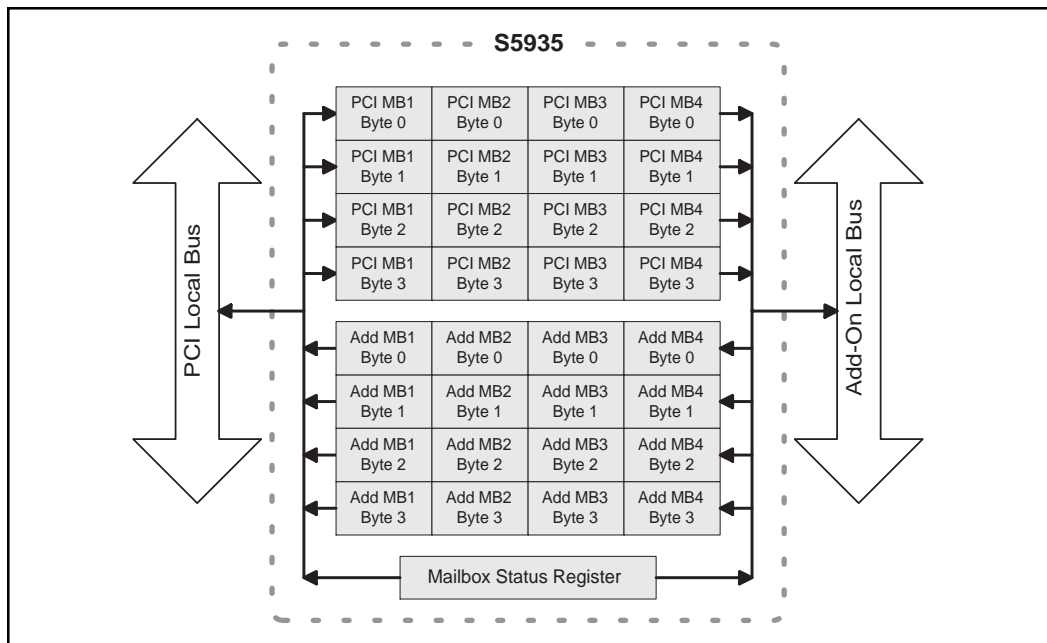 S5935
PCI MB1 PCI MB2 PCI MB3 PCI MB4
Byte 0 Byte 0 Byte 0 Byte 0
PCI MB1 PCI MB2 PCI MB3 PCI MB4
Byte 1 Byte 1 Byte 1 Byte 1
PCI MB1 PCI MB2 PCI MB3 PCI MB4
Byte 2 Byte 2 Byte 2 Byte 2
PCI MB1 PCI MB2 PCI MB3 PCI MB4
Byte 3 Byte 3 Byte 3 Byte 3
PCI Local Bus
Add-On Local Bus
Add MB1 Add MB2 Add MB3 Add MB4
Byte 0 Byte 0 Byte 0 Byte 0
Add MB1 Add MB2 Add MB3 Add MB4
Byte 1 Byte 1 Byte 1 Byte 1
Add MB1 Add MB2 Add MB3 Add MB4
Byte 2 Byte 2 Byte 2 Byte 2
Add MB1 Add MB2 Add MB3 Add MB4
Byte 3 Byte 3 Byte 3 Byte 3
Mailbox Status Register